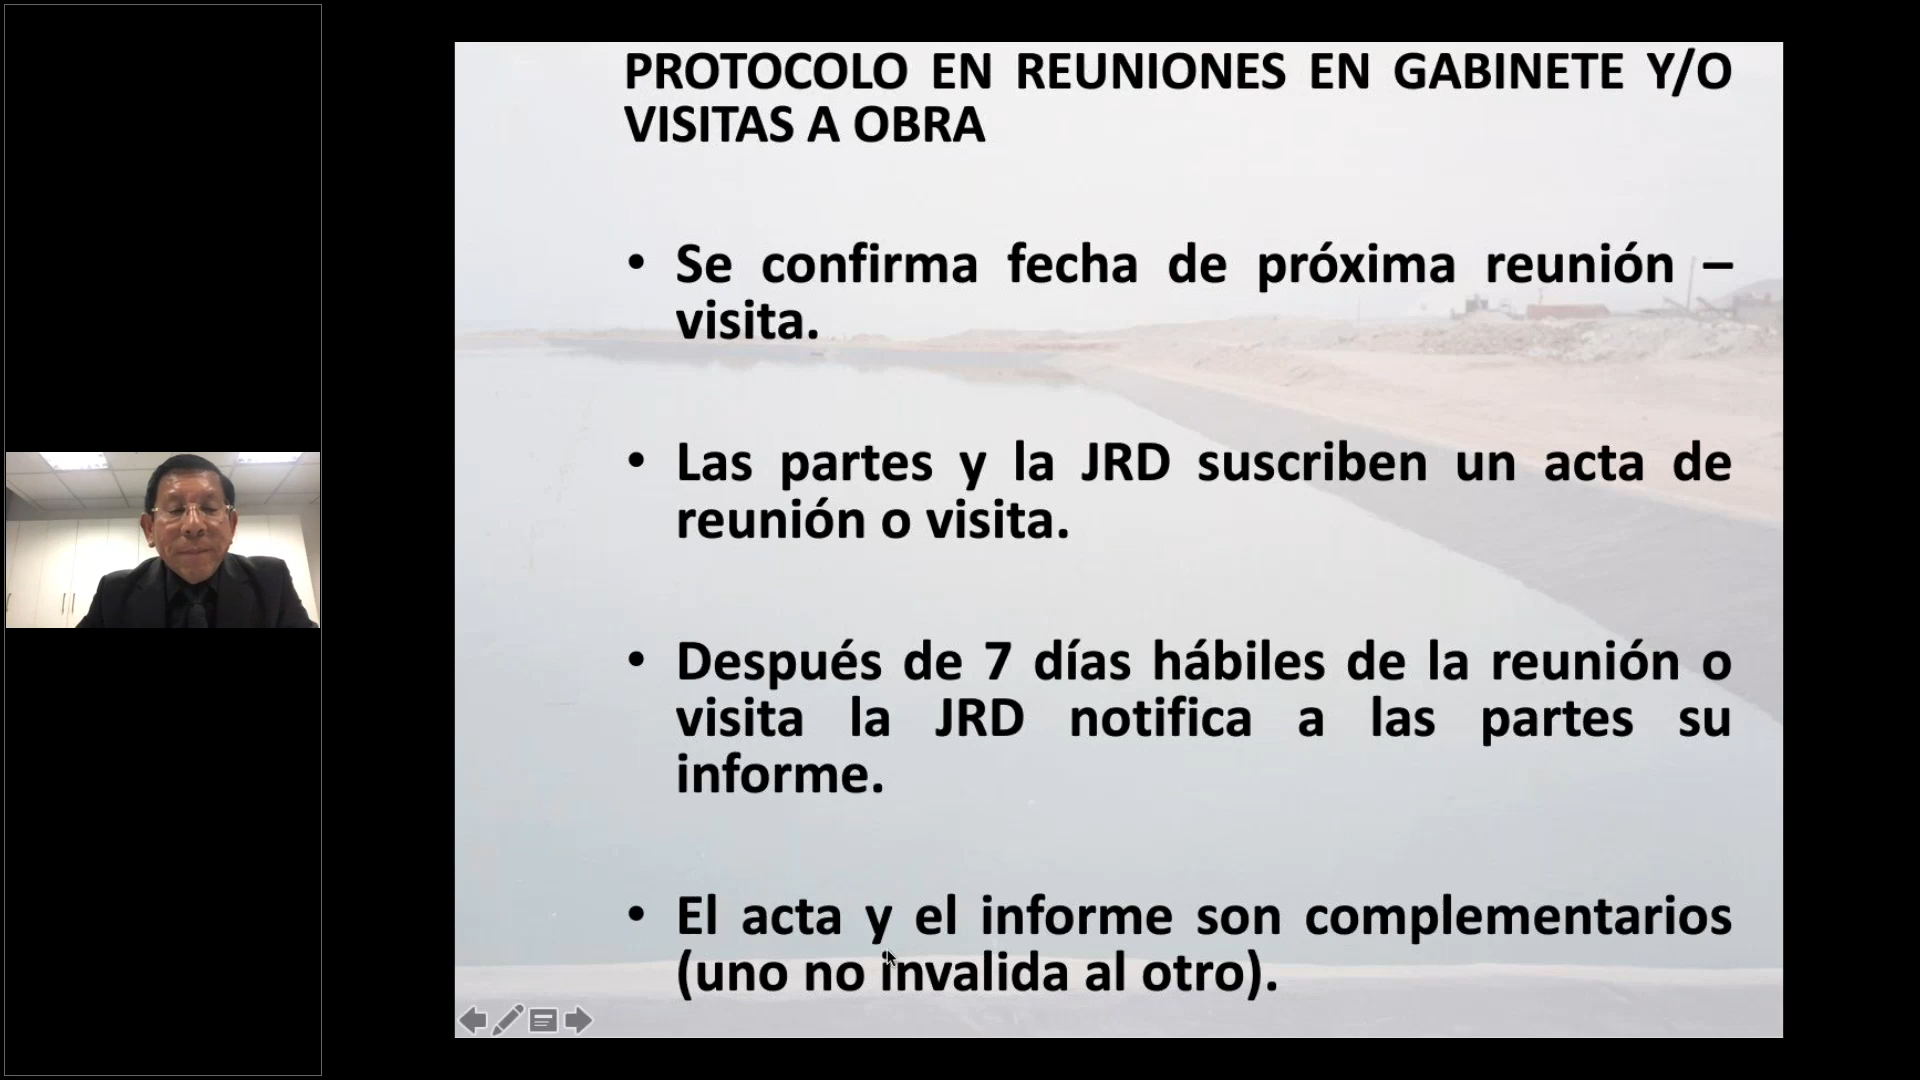 PROTOCOLO EN REUNIONES EN GABINETE Y/O
VISITAS A OBRA
• Se confirma fecha de próxima reunión –
visita.
• Las partes y la JRD suscriben un acta de
reunión o visita.
• Después de 7 días hábiles de la reunión o
visita la JRD notifica a las partes su
informe.
• El acta y el informe son complementarios
(uno no invalida al otro).